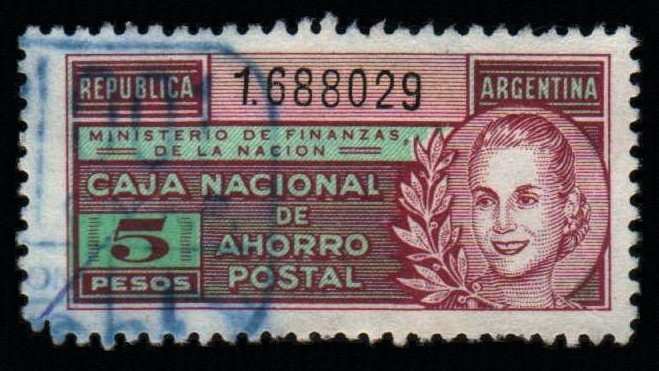 REPUBLICA 1.688029 ARGENTINA
MINISTERIO DE FINANZAS
DE LA NACION
CAJA NACIONAL
DE
AHORRO
POSTAL
5
PESOS